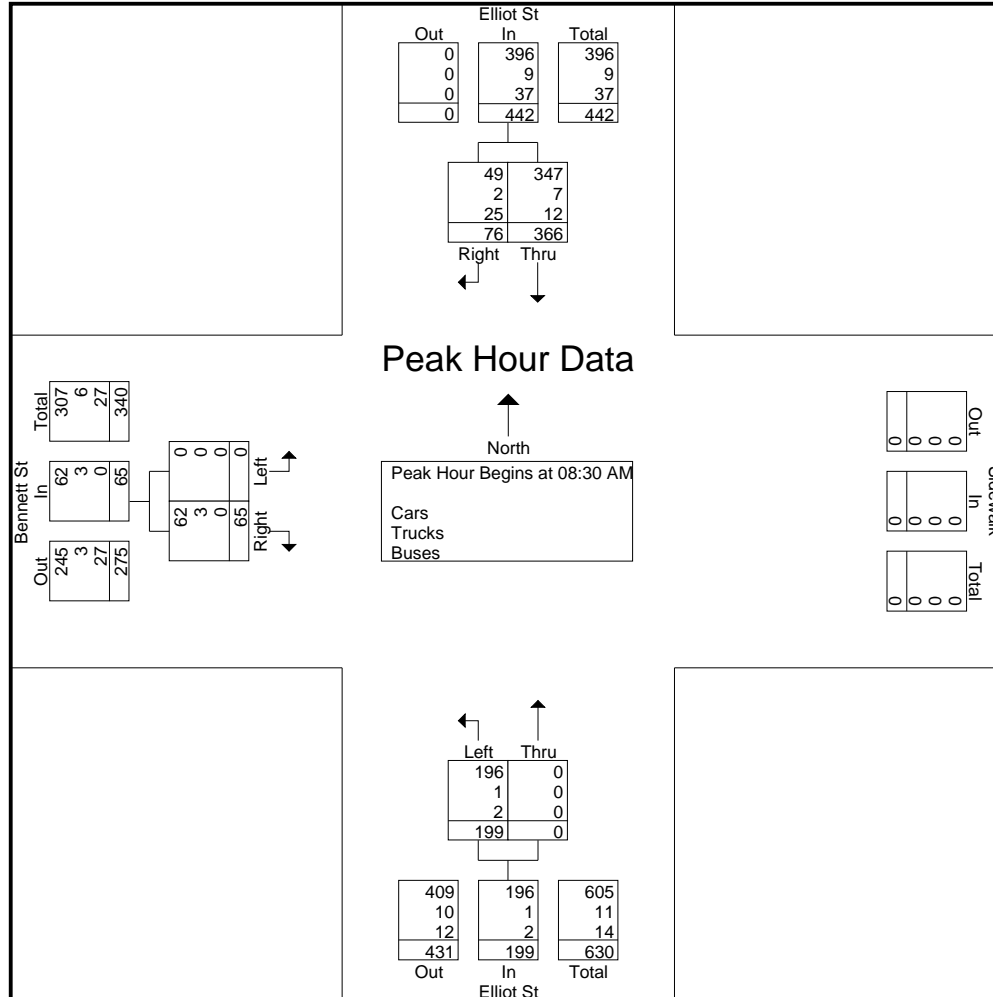 Elliot St
Out In Total
0 396 396
0 9 9
0 37 37
0 442 442
49 347
2 7
25 12
76 366
Right Thru
Peak Hour Data
North
Peak Hour Begins at 08:30 AM
Cars
Trucks
Buses
Bennett St
Out In Total
245 62 307
3 3 6
27 0 27
275 65 340
Right Left
62 0
3 0
0 0
65 0
Out In Total
0 0 0
0 0 0
0 0 0
0 0 0
Left Thru
196 0
1 0
2 0
199 0
409 196 605
10 1 11
12 2 14
431 199 630
Out In Total
Elliot St